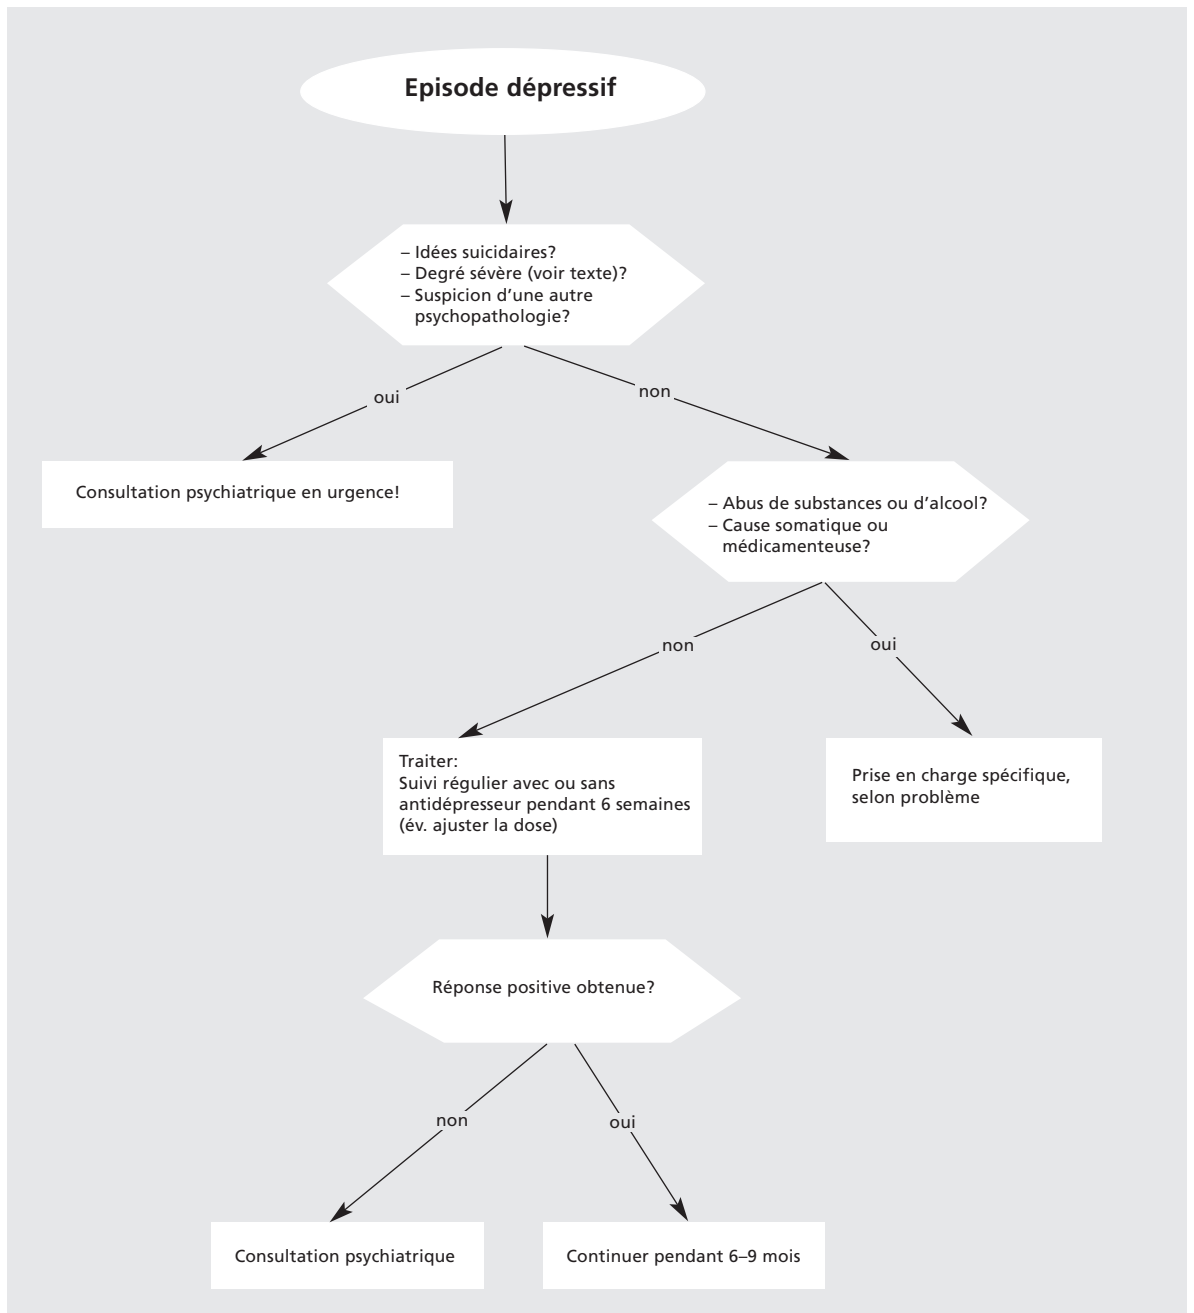 Episode dépressif
– Idées suicidaires?
– Degré sévère (voir texte)?
– Suspicion d’une autre
psychopathologie?
oui
non
Consultation psychiatrique en urgence!
– Abus de substances ou d’alcool?
– Cause somatique ou
médicamenteuse?
non
oui
Traiter:
Suivi régulier avec ou sans
antidépresseur pendant 6 semaines
(év. ajuster la dose)
Prise en charge spécifique,
selon problème
Réponse positive obtenue?
non
oui
Consultation psychiatrique
Continuer pendant 6–9 mois